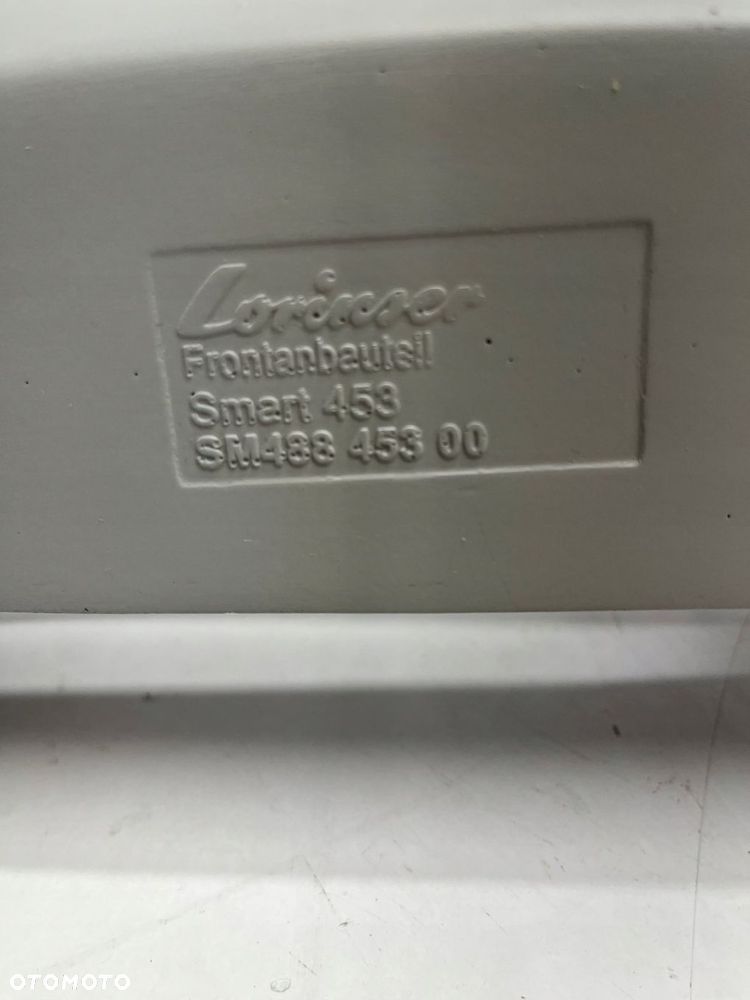 Lorinser
Frontanbauteil
Smart 453
SM488 453 00
OTOMOTO